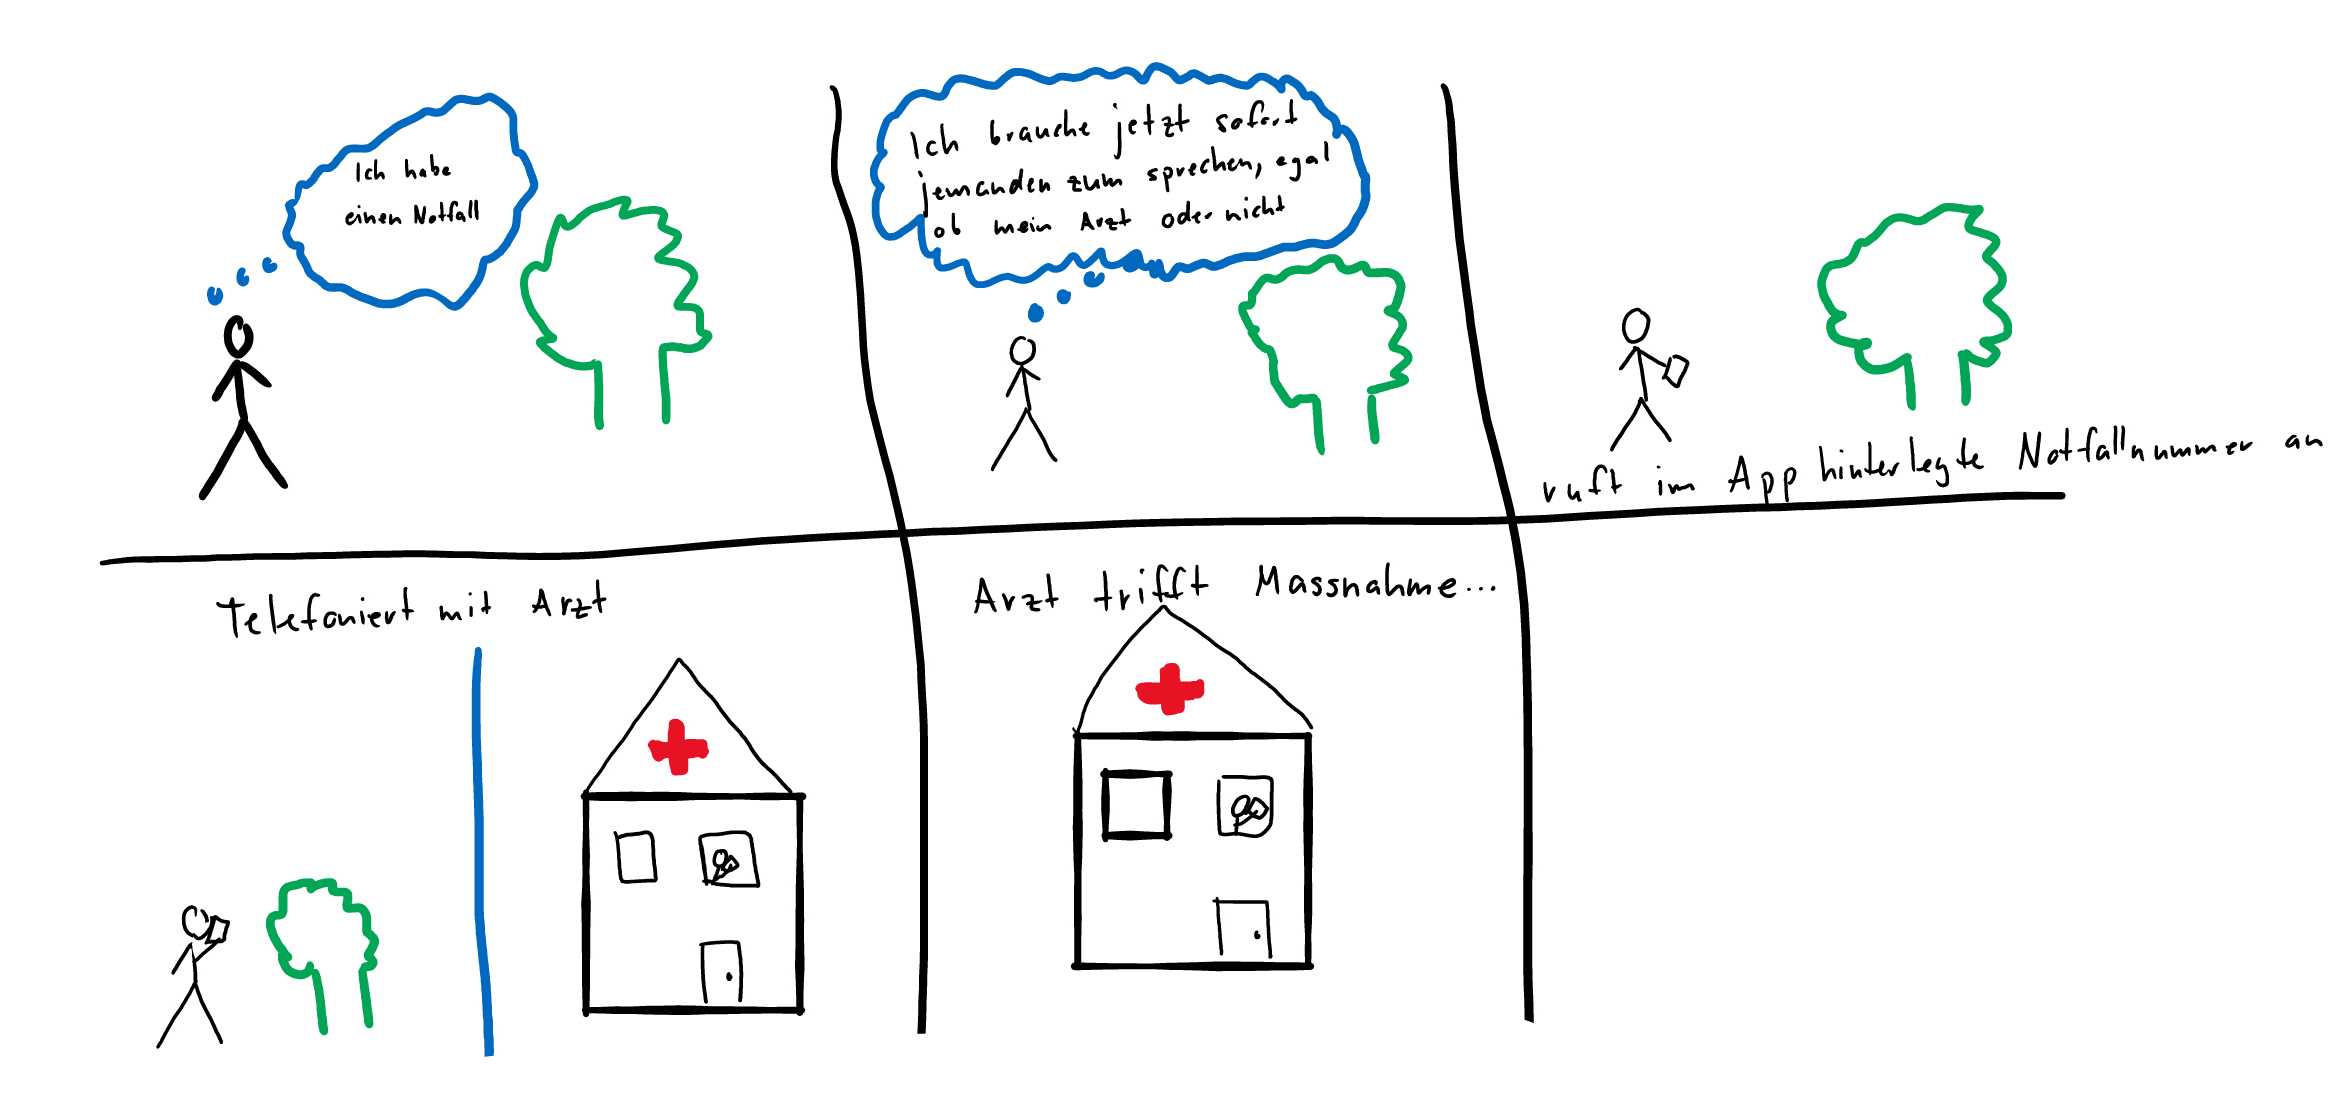 Ich habe
einen Notfall
Ich brauche jetzt sofort
jemanden zum sprechen, egal
ob mein Arzt oder nicht
ruft im App hinterlegte Notfallnummer an
Telefoniert mit Arzt
Arzt trifft Massnahme...